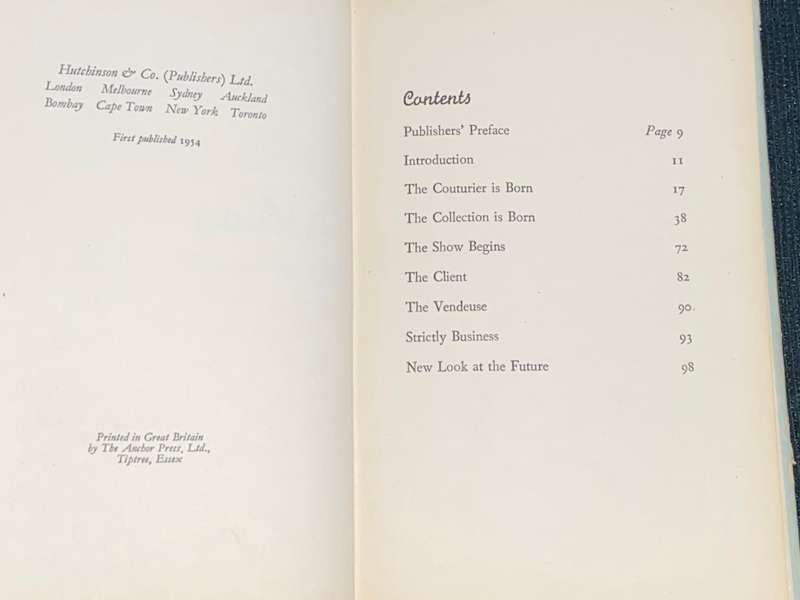 Hutchinson & Co. (Publishers) Ltd.
London Melbourne Sydney Auckland
Bombay Cape Town New York Toronto
First published 1954
Printed in Great Britain
by The Anchor Press, Ltd.,
Tiptree, Essex
Contents
Publishers' Preface Page 9
Introduction 11
The Couturier is Born 17
The Collection is Born 38
The Show Begins 72
The Client 82
The Vendeuse 90
Strictly Business 93
New Look at the Future 98